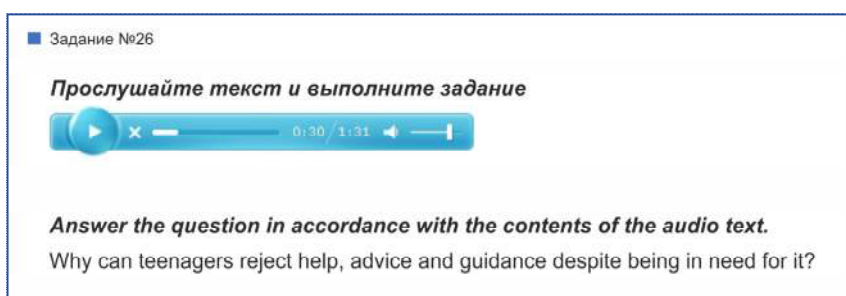 Задание №26
Прослушайте текст и выполните задание
0:30/1:31
Answer the question in accordance with the contents of the audio text.
Why can teenagers reject help, advice and guidance despite being in need for it?